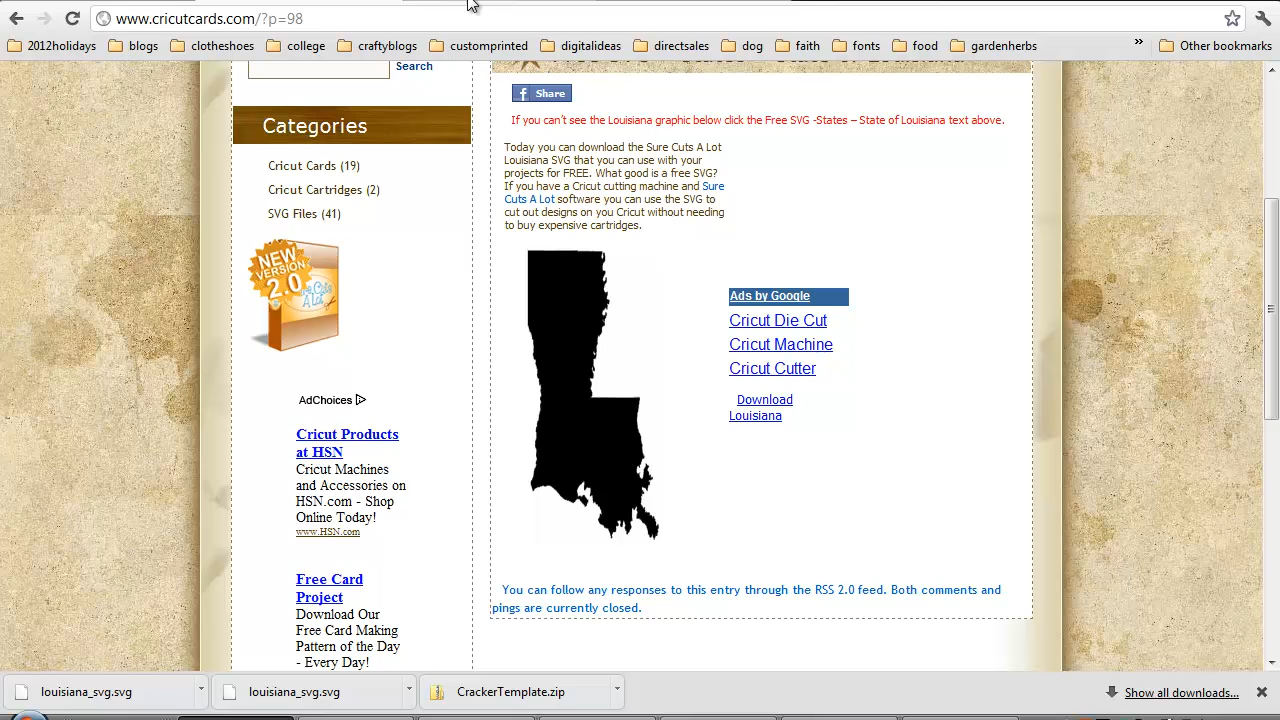 www.cricutcards.com/?p=98
2012holidays blogs clotheshoes college craftyblogs customprinted digitalideas directsales dog faith fonts food gardenherbs » Other bookmarks
Search
Free SVG - States - State of Louisiana
Share
Categories
If you can't see the Louisiana graphic below click the Free SVG -States – State of Louisiana text above.
Cricut Cards (19)
Cricut Cartridges (2)
SVG Files (41)
Today you can download the Sure Cuts A Lot
Louisiana SVG that you can use with your
projects for FREE. What good is a free SVG?
If you have a Cricut cutting machine and Sure
Cuts A Lot software you can use the SVG to
cut out designs on you Cricut without needing
to buy expensive cartridges.
NEW
VERSION
2.0
Ads by Google
Cricut Die Cut
Cricut Machine
Cricut Cutter
Download
Louisiana
AdChoices
Cricut Products
at HSN
Cricut Machines
and Accessories on
HSN.com - Shop
Online Today!
www.HSN.com
Free Card
Project
Download Our
Free Card Making
Pattern of the Day
- Every Day!
You can follow any responses to this entry through the RSS 2.0 feed. Both comments and
pings are currently closed.
louisiana_svg.svg louisiana_svg.svg CrackerTemplate.zip Show all downloads...